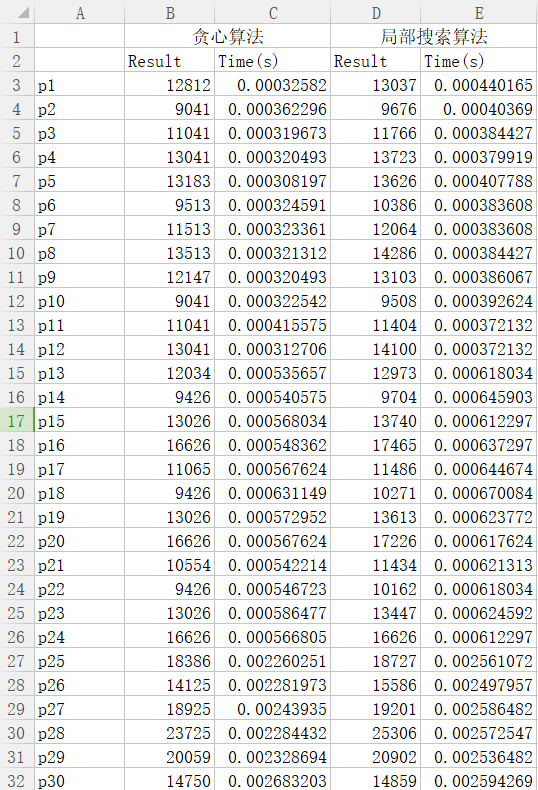 A B C D E
1 贪心算法 局部搜索算法
2 Result Time(s) Result Time(s)
3 p1 12812 0.00032582 13037 0.000440165
4 p2 9041 0.000362296 9676 0.00040369
5 p3 11041 0.000319673 11766 0.000384427
6 p4 13041 0.000320493 13723 0.000379919
7 p5 13183 0.000308197 13626 0.000407788
8 p6 9513 0.000324591 10386 0.000383608
9 p7 11513 0.000323361 12064 0.000383608
10 p8 13513 0.000321312 14286 0.000384427
11 p9 12147 0.000320493 13103 0.000386067
12 p10 9041 0.000322542 9508 0.000392624
13 p11 11041 0.000415575 11404 0.000372132
14 p12 13041 0.000312706 14100 0.000372132
15 p13 12034 0.000535657 12973 0.000618034
16 p14 9426 0.000540575 9704 0.000645903
17 p15 13026 0.000568034 13740 0.000612297
18 p16 16626 0.000548362 17465 0.000637297
19 p17 11065 0.000567624 11486 0.000644674
20 p18 9426 0.000631149 10271 0.000670084
21 p19 13026 0.000572952 13613 0.000623772
22 p20 16626 0.000567624 17226 0.000617624
23 p21 10554 0.000542214 11434 0.000621313
24 p22 9426 0.000546723 10162 0.000618034
25 p23 13026 0.000586477 13447 0.000624592
26 p24 16626 0.000566805 16626 0.000612297
27 p25 18386 0.002260251 18727 0.002561072
28 p26 14125 0.002281973 15586 0.002497957
29 p27 18925 0.00243935 19201 0.002586482
30 p28 23725 0.002284432 25306 0.002572547
31 p29 20059 0.002328694 20902 0.002536482
32 p30 14750 0.002683203 14859 0.002594269